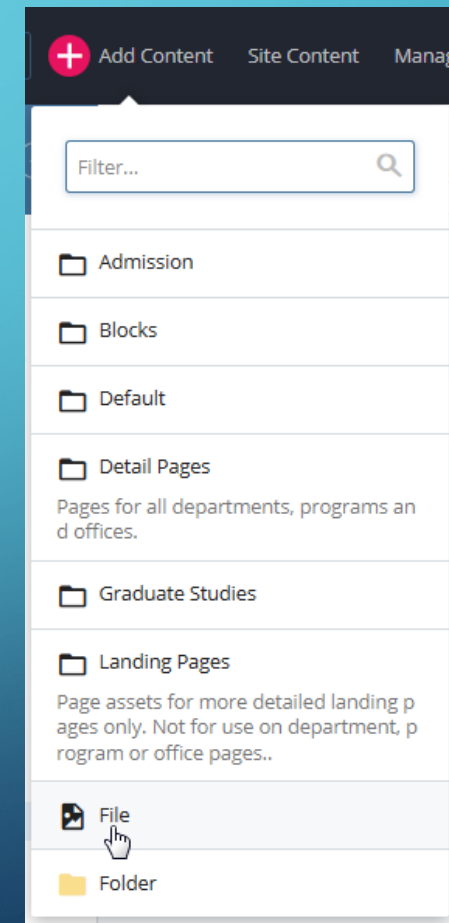 Add Content Site Content Manag
Filter...
Admission
Blocks
Default
Detail Pages
Pages for all departments, programs an
d offices.
Graduate Studies
Landing Pages
Page assets for more detailed landing p
ages only. Not for use on department, p
rogram or office pages..
File
Folder